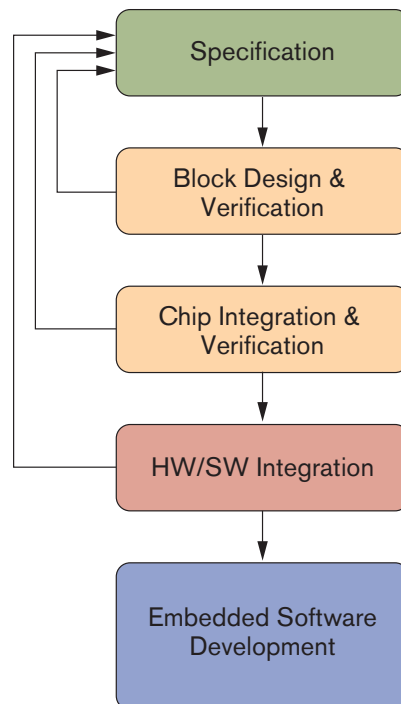 Specification
Block Design &
Verification
Chip Integration &
Verification
HW/SW Integration
Embedded Software
Development